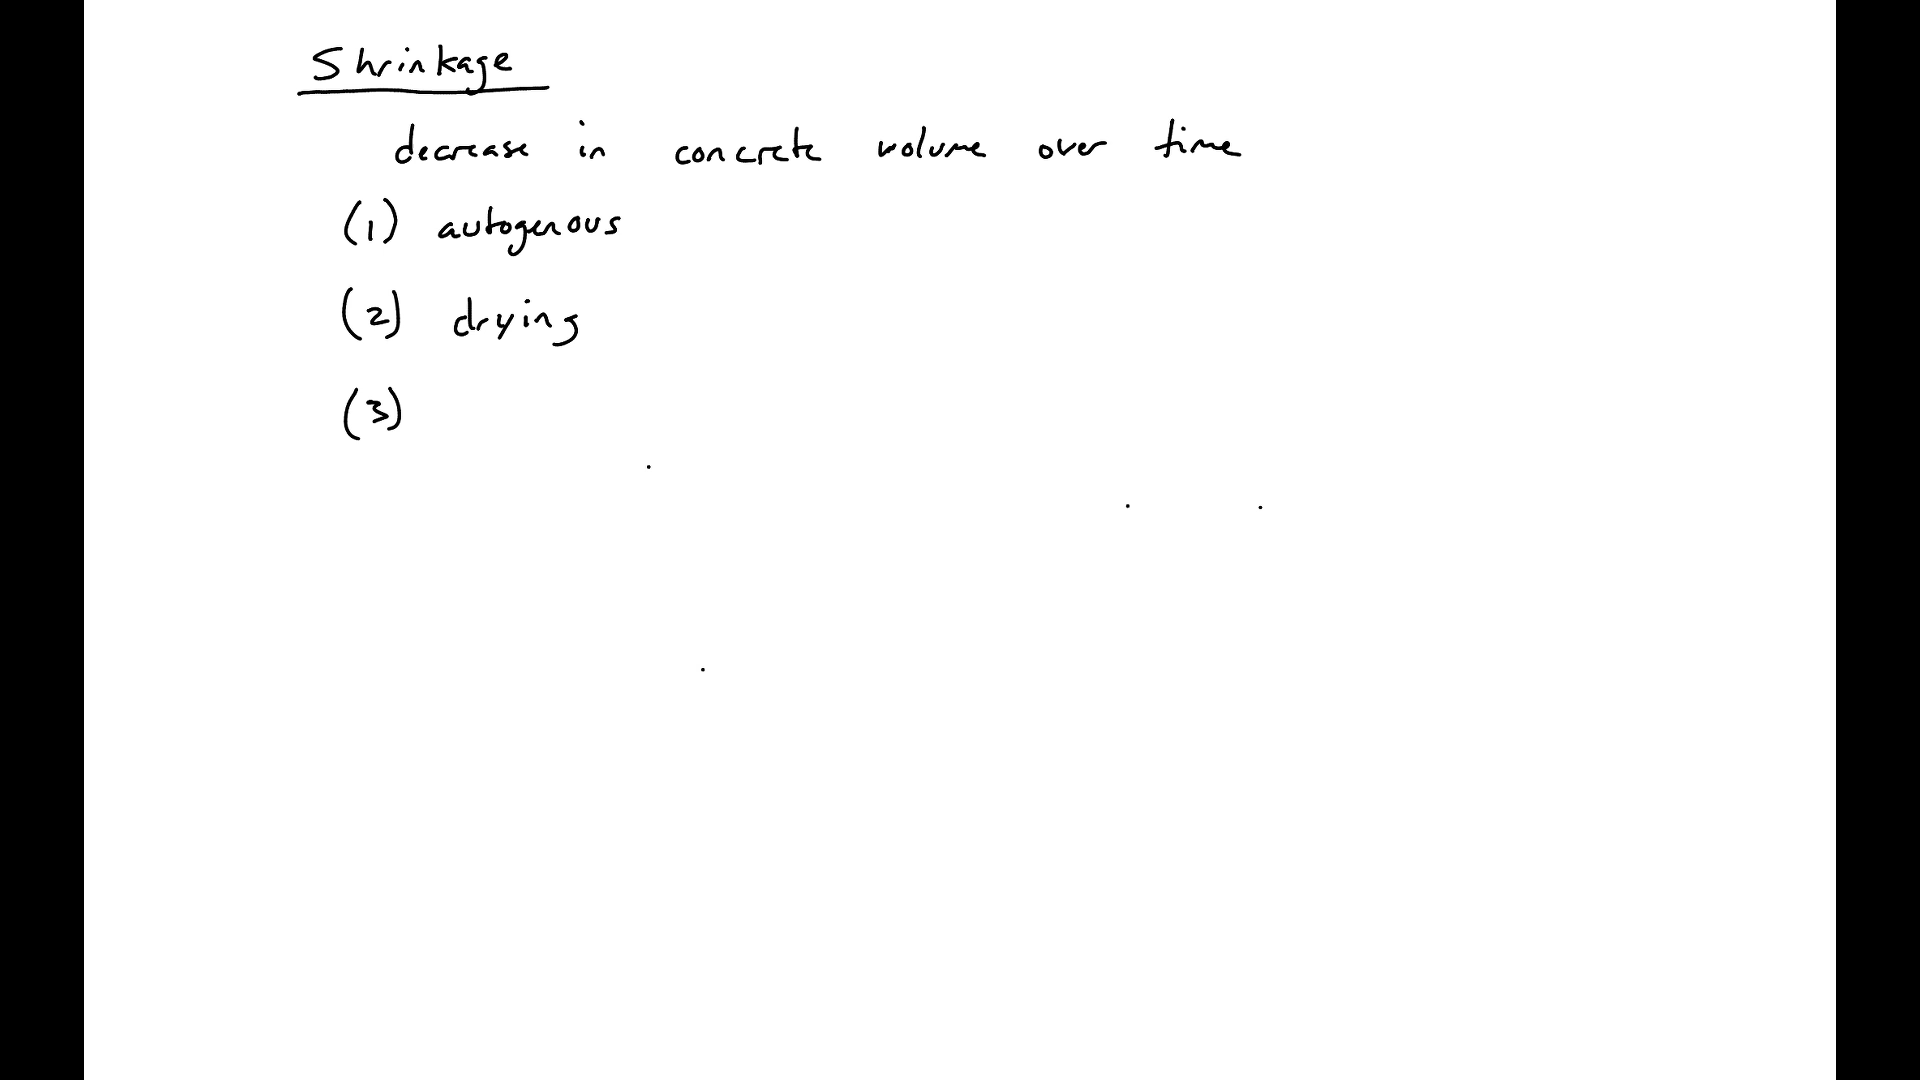 Shrinkage
decrease in concrete volume over time
(1) autogenous
(2) drying
(3)